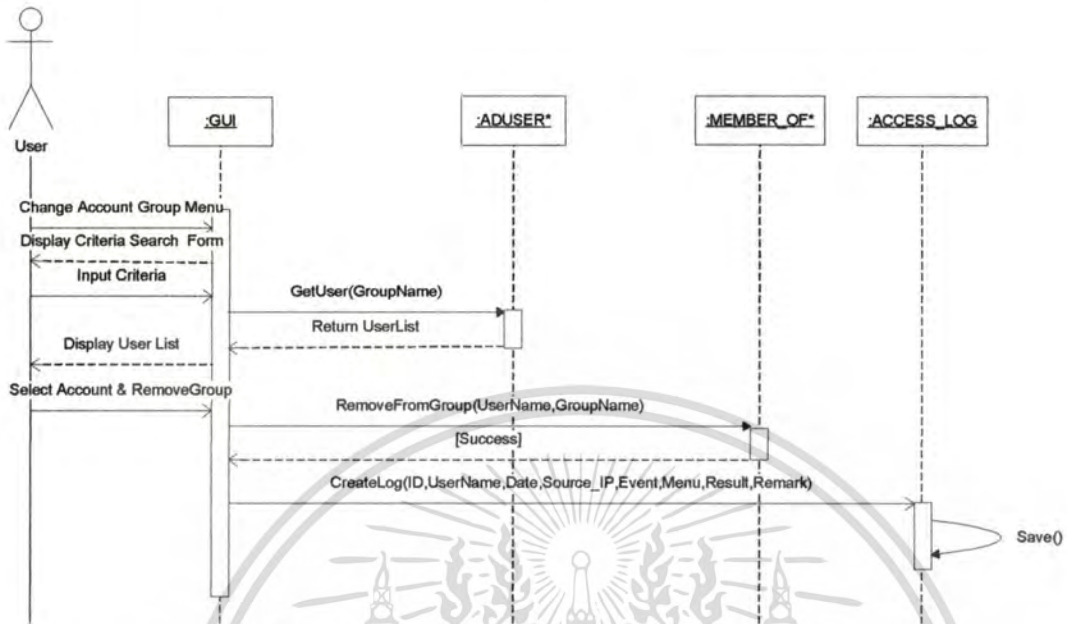 User
:GUI
:ADUSER*
:MEMBER_OF*
:ACCESS_LOG
Change Account Group Menu
Display Criteria Search Form
Input Criteria
GetUser(GroupName)
Return UserList
Display User List
Select Account & RemoveGroup
RemoveFromGroup(UserName,GroupName)
[Success]
CreateLog(ID,UserName,Date,Source_IP,Event,Menu,Result,Remark)
Save()